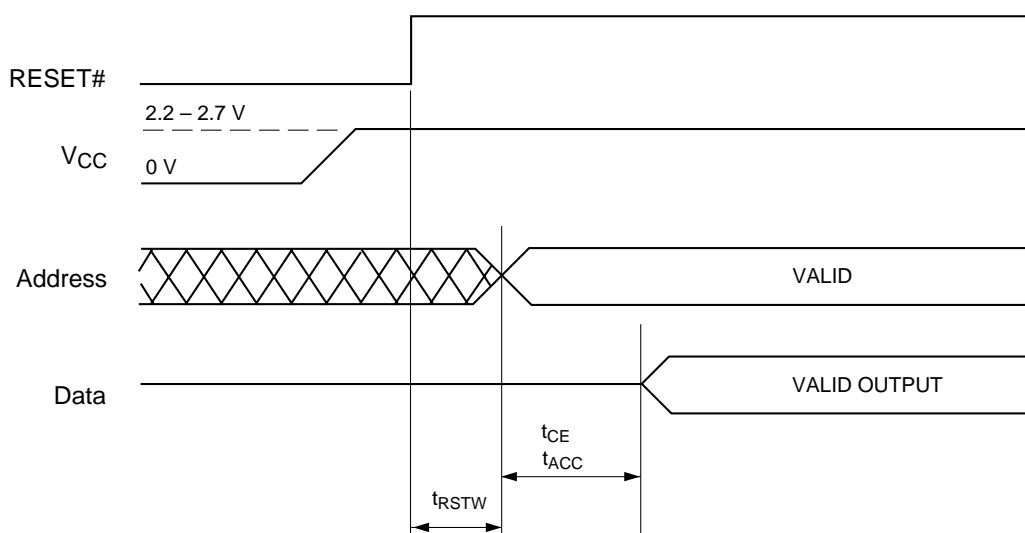 RESET#
2.2 – 2.7 V
VCC
0 V
Address
VALID
Data
VALID OUTPUT
tCE
tACC
tRSTW